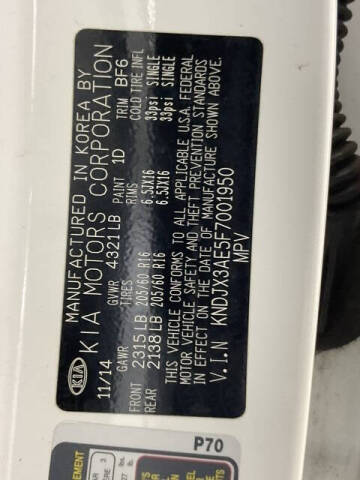 MANUFACTURED IN KOREA BY
KIA KIA MOTORS CORPORATION
11/14 GVWR 4321LB PAINT 1D TRIM BF6
GAWR TIRES RIMS COLD TIRE INFL
FRONT 2315 LB 205/60 R16 6.5JX16 33psi SINGLE
REAR 2138 LB 205/60 R16 6.5JX16 33psi SINGLE
THIS VEHICLE CONFORMS TO ALL APPLICABLE U.S.A. FEDERAL
MOTOR VEHICLE SAFETY AND THEFT PREVENTION STANDARDS
IN EFFECT ON THE DATE OF MANUFACTURE SHOWN ABOVE.
V.I.N KNDJX3AE5F7001950
MPV
P70